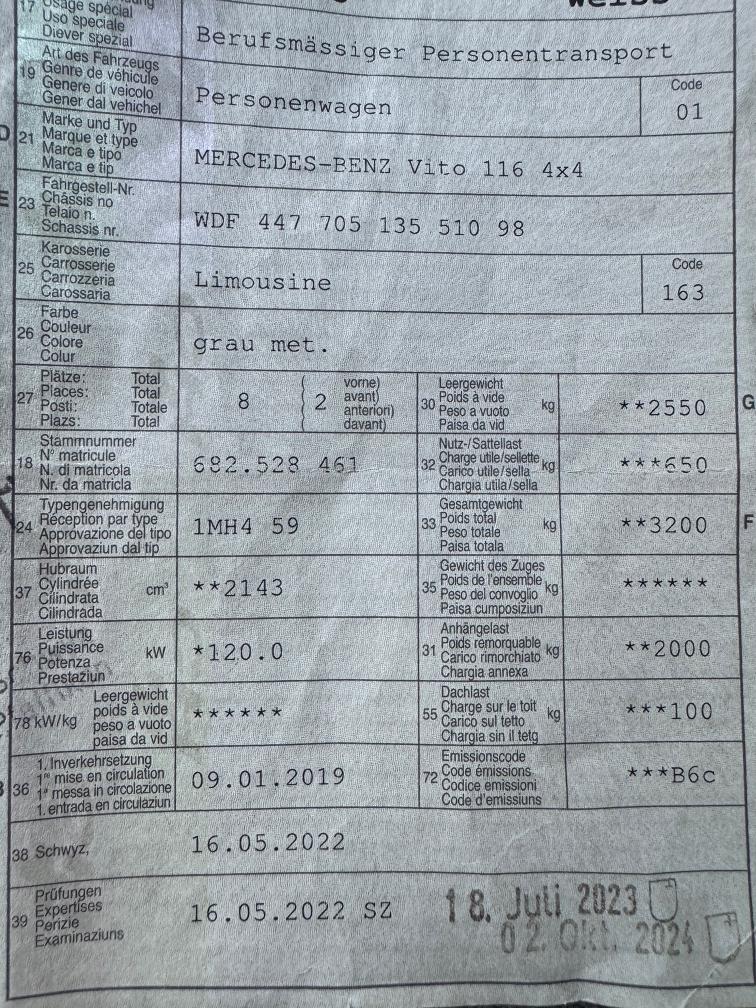 17 Usage spécial
Uso speciale
Diever spezial
Berufsmässiger Personentransport
19 Art des Fahrzeugs
Genre de véhicule
Genere di veicolo
Gener dal vehichel
Personenwagen
Code
01
21 Marke und Typ
Marque et type
Marca e tipo
Marca e tip
MERCEDES-BENZ Vito 116 4x4
23 Fahrgestell-Nr.
Châssis no
Telaio n.
Schassis nr.
WDF 447 705 135 510 98
25 Karosserie
Carrosserie
Carrozzeria
Carossaria
Limousine
Code
163
26 Farbe
Couleur
Colore
Colur
grau met.
27 Plätze: Total
Places: Total
Posti: Totale
Plazs: Total
8
2
vorne)
avant)
anteriori)
davant)
30 Leergewicht
Poids à vide
Peso a vuoto
Paisa da vid
kg
**2550
G
18 Stammnummer
N° matricule
N. di matricola
Nr. da matricla
682.528 461
32 Nutz-/Sattellast
Charge utile/sellette
Carico utile/sella
Chargia utila/sella
kg
***650
24 Typengenehmigung
Réception par type
Approvazione del tipo
Approvaziun dal tip
1MH4 59
33 Gesamtgewicht
Poids total
Peso totale
Paisa totala
kg
**3200
F
37 Hubraum
Cylindrée
Cilindrata
Cilindrada
cm³
**2143
35 Gewicht des Zuges
Poids de l'ensemble
Peso del convoglio
Paisa cumposiziun
kg
******
76 Leistung
Puissance
Potenza
Prestaziun
kW
*120.0
31 Anhängelast
Poids remorquable
Carico rimorchiato
Chargia annexa
kg
**2000
78 kW/kg
Leergewicht
poids à vide
peso a vuoto
paisa da vid
******
55 Dachlast
Charge sur le toit
Carico sul tetto
Chargia sin il tetg
kg
***100
36 1. Inverkehrsetzung
1re mise en circulation
1a messa in circolazione
1. entrada en circulaziun
09.01.2019
72 Emissionscode
Code émissions
Codice emissioni
Code d'emissiuns
***B6c
38 Schwyz,
16.05.2022
39 Prüfungen
Expertises
Perizie
Examinaziuns
16.05.2022 SZ
18. Juli 2023
02. Okt. 2024